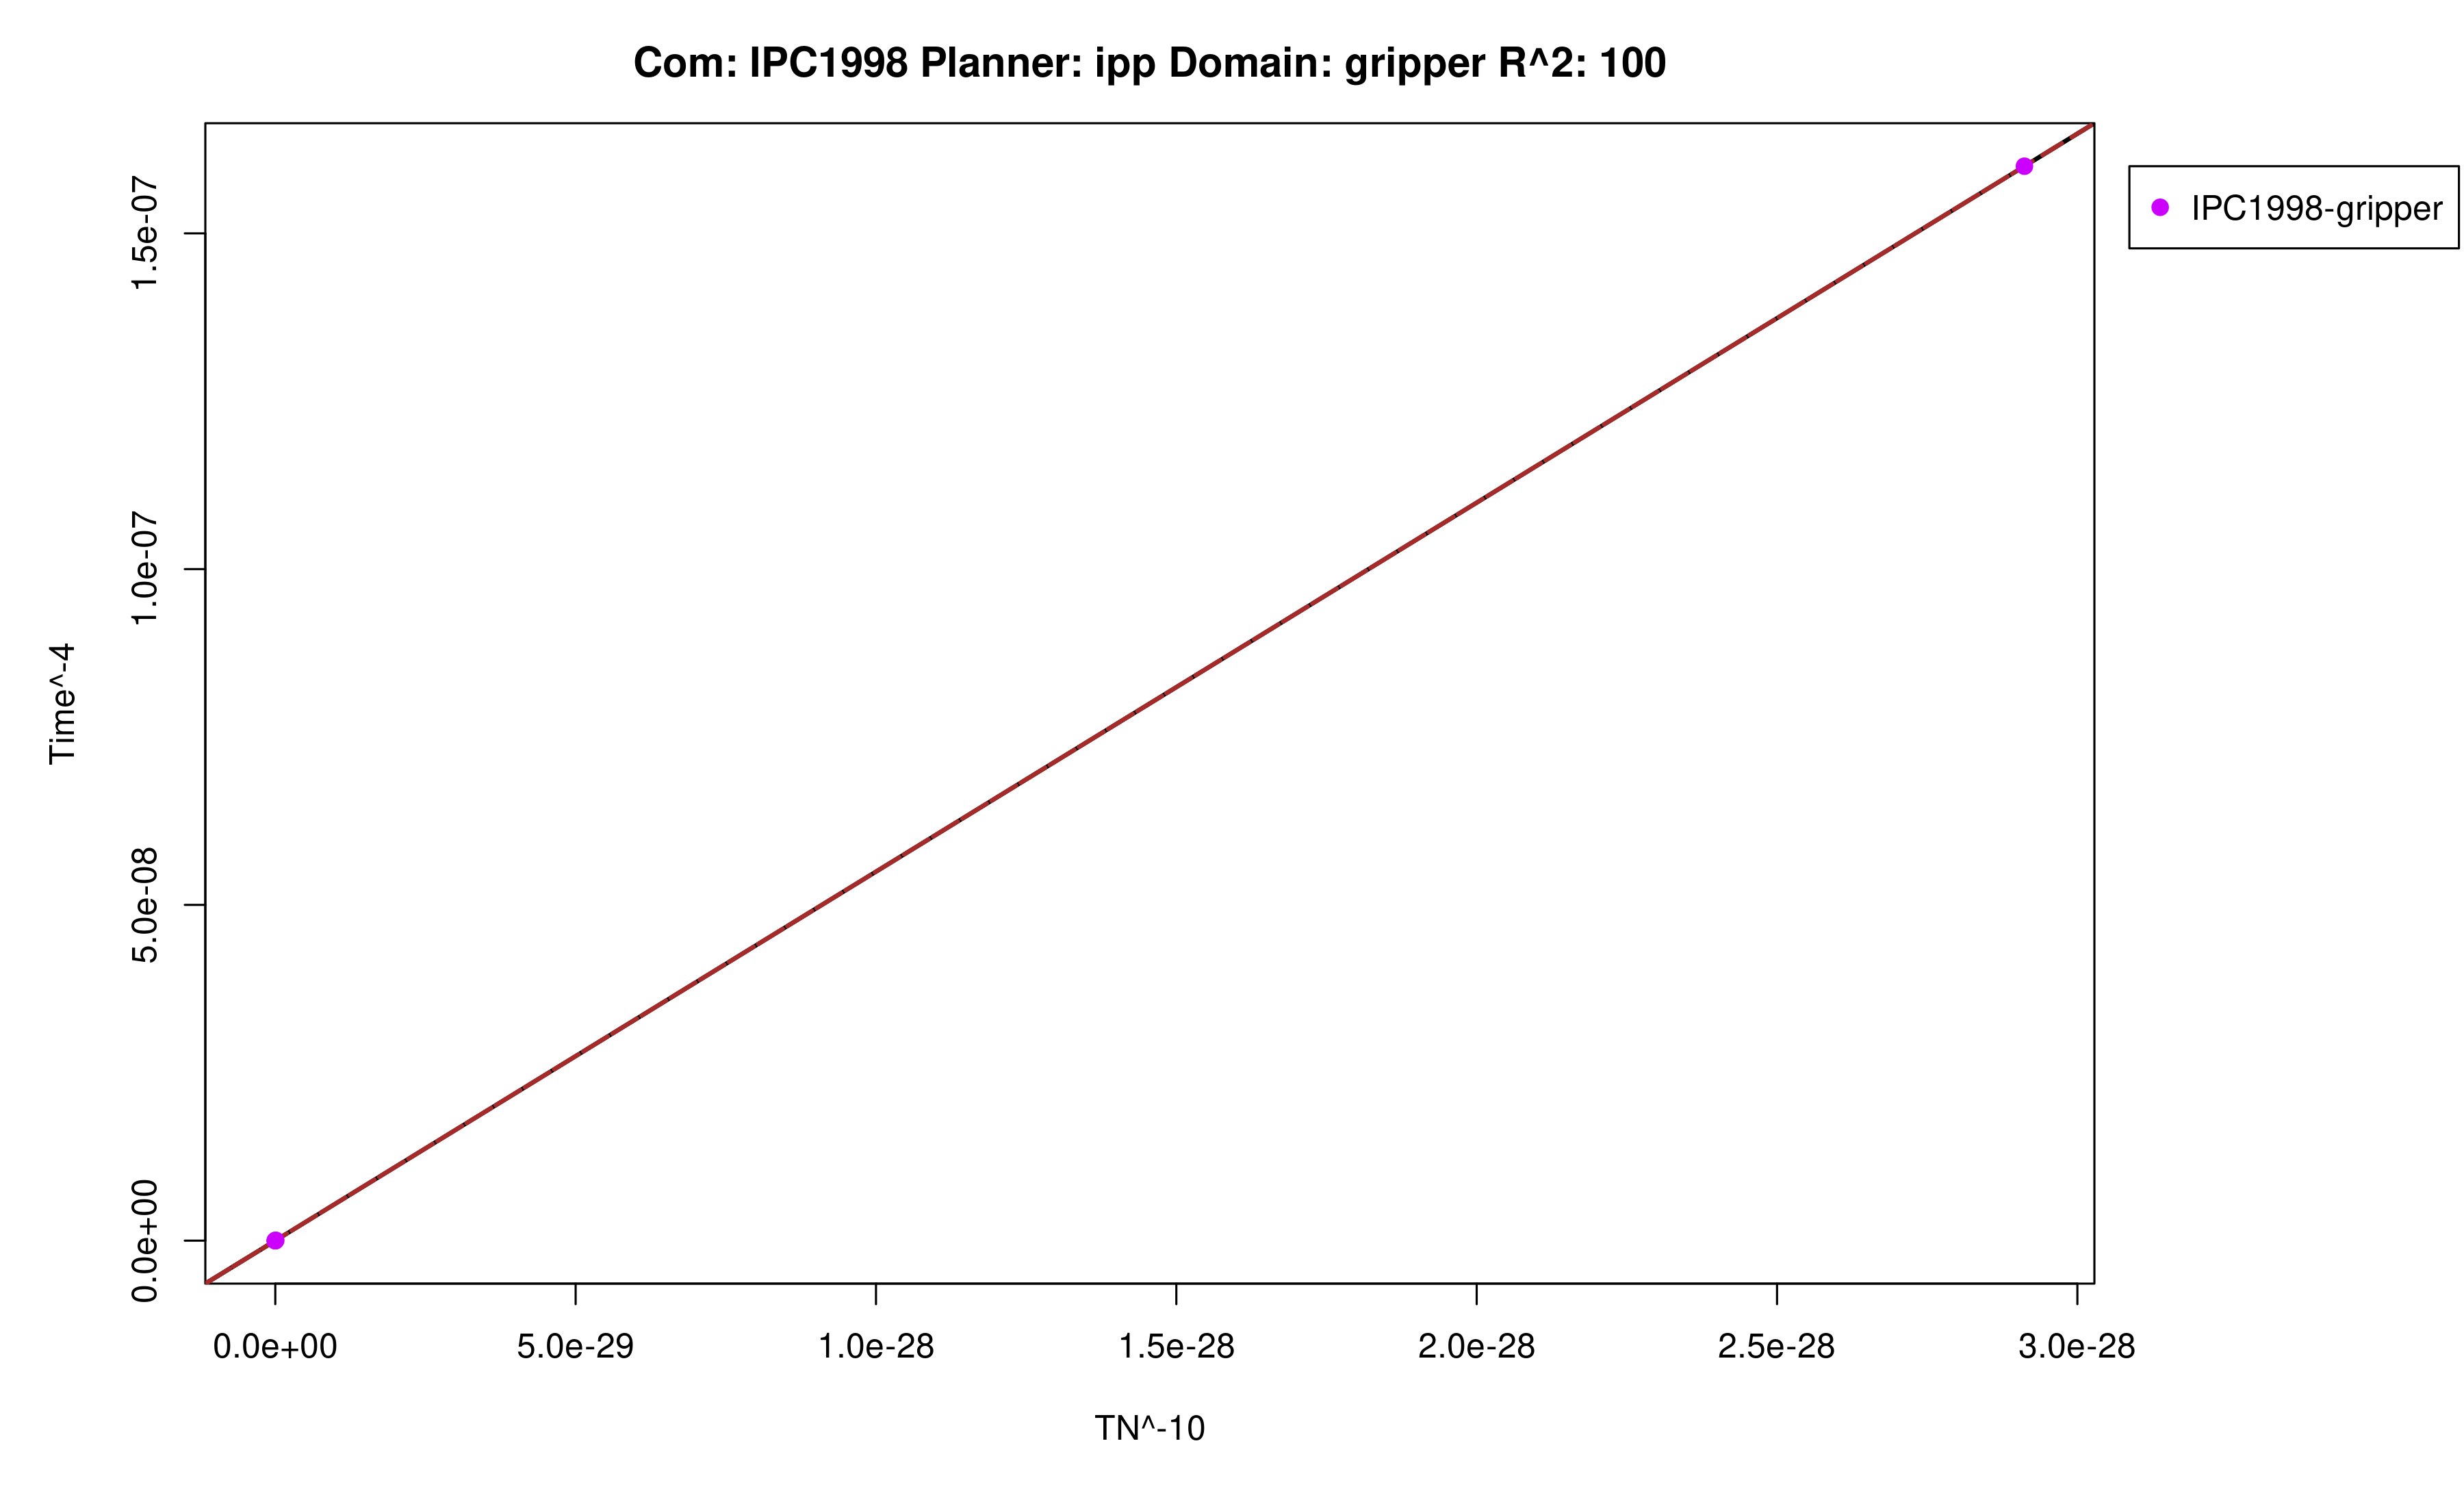 Com: IPC1998 Planner: ipp Domain: gripper R^2: 100
IPC1998-gripper
Time^-4
1.5e-07
1.0e-07
5.0e-08
0.0e+00
0.0e+00 5.0e-29 1.0e-28 1.5e-28 2.0e-28 2.5e-28 3.0e-28
TN^-10